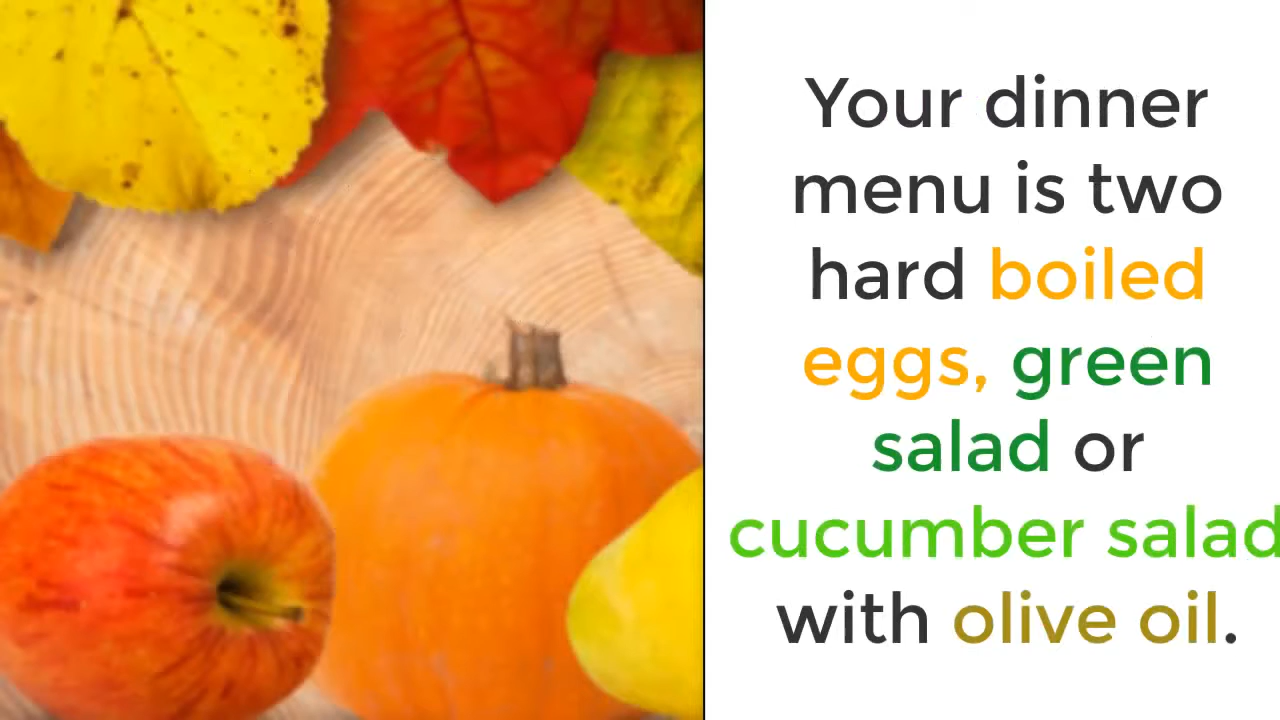 Your dinner
menu is two
hard boiled
eggs, green
salad or
cucumber salad
with olive oil.